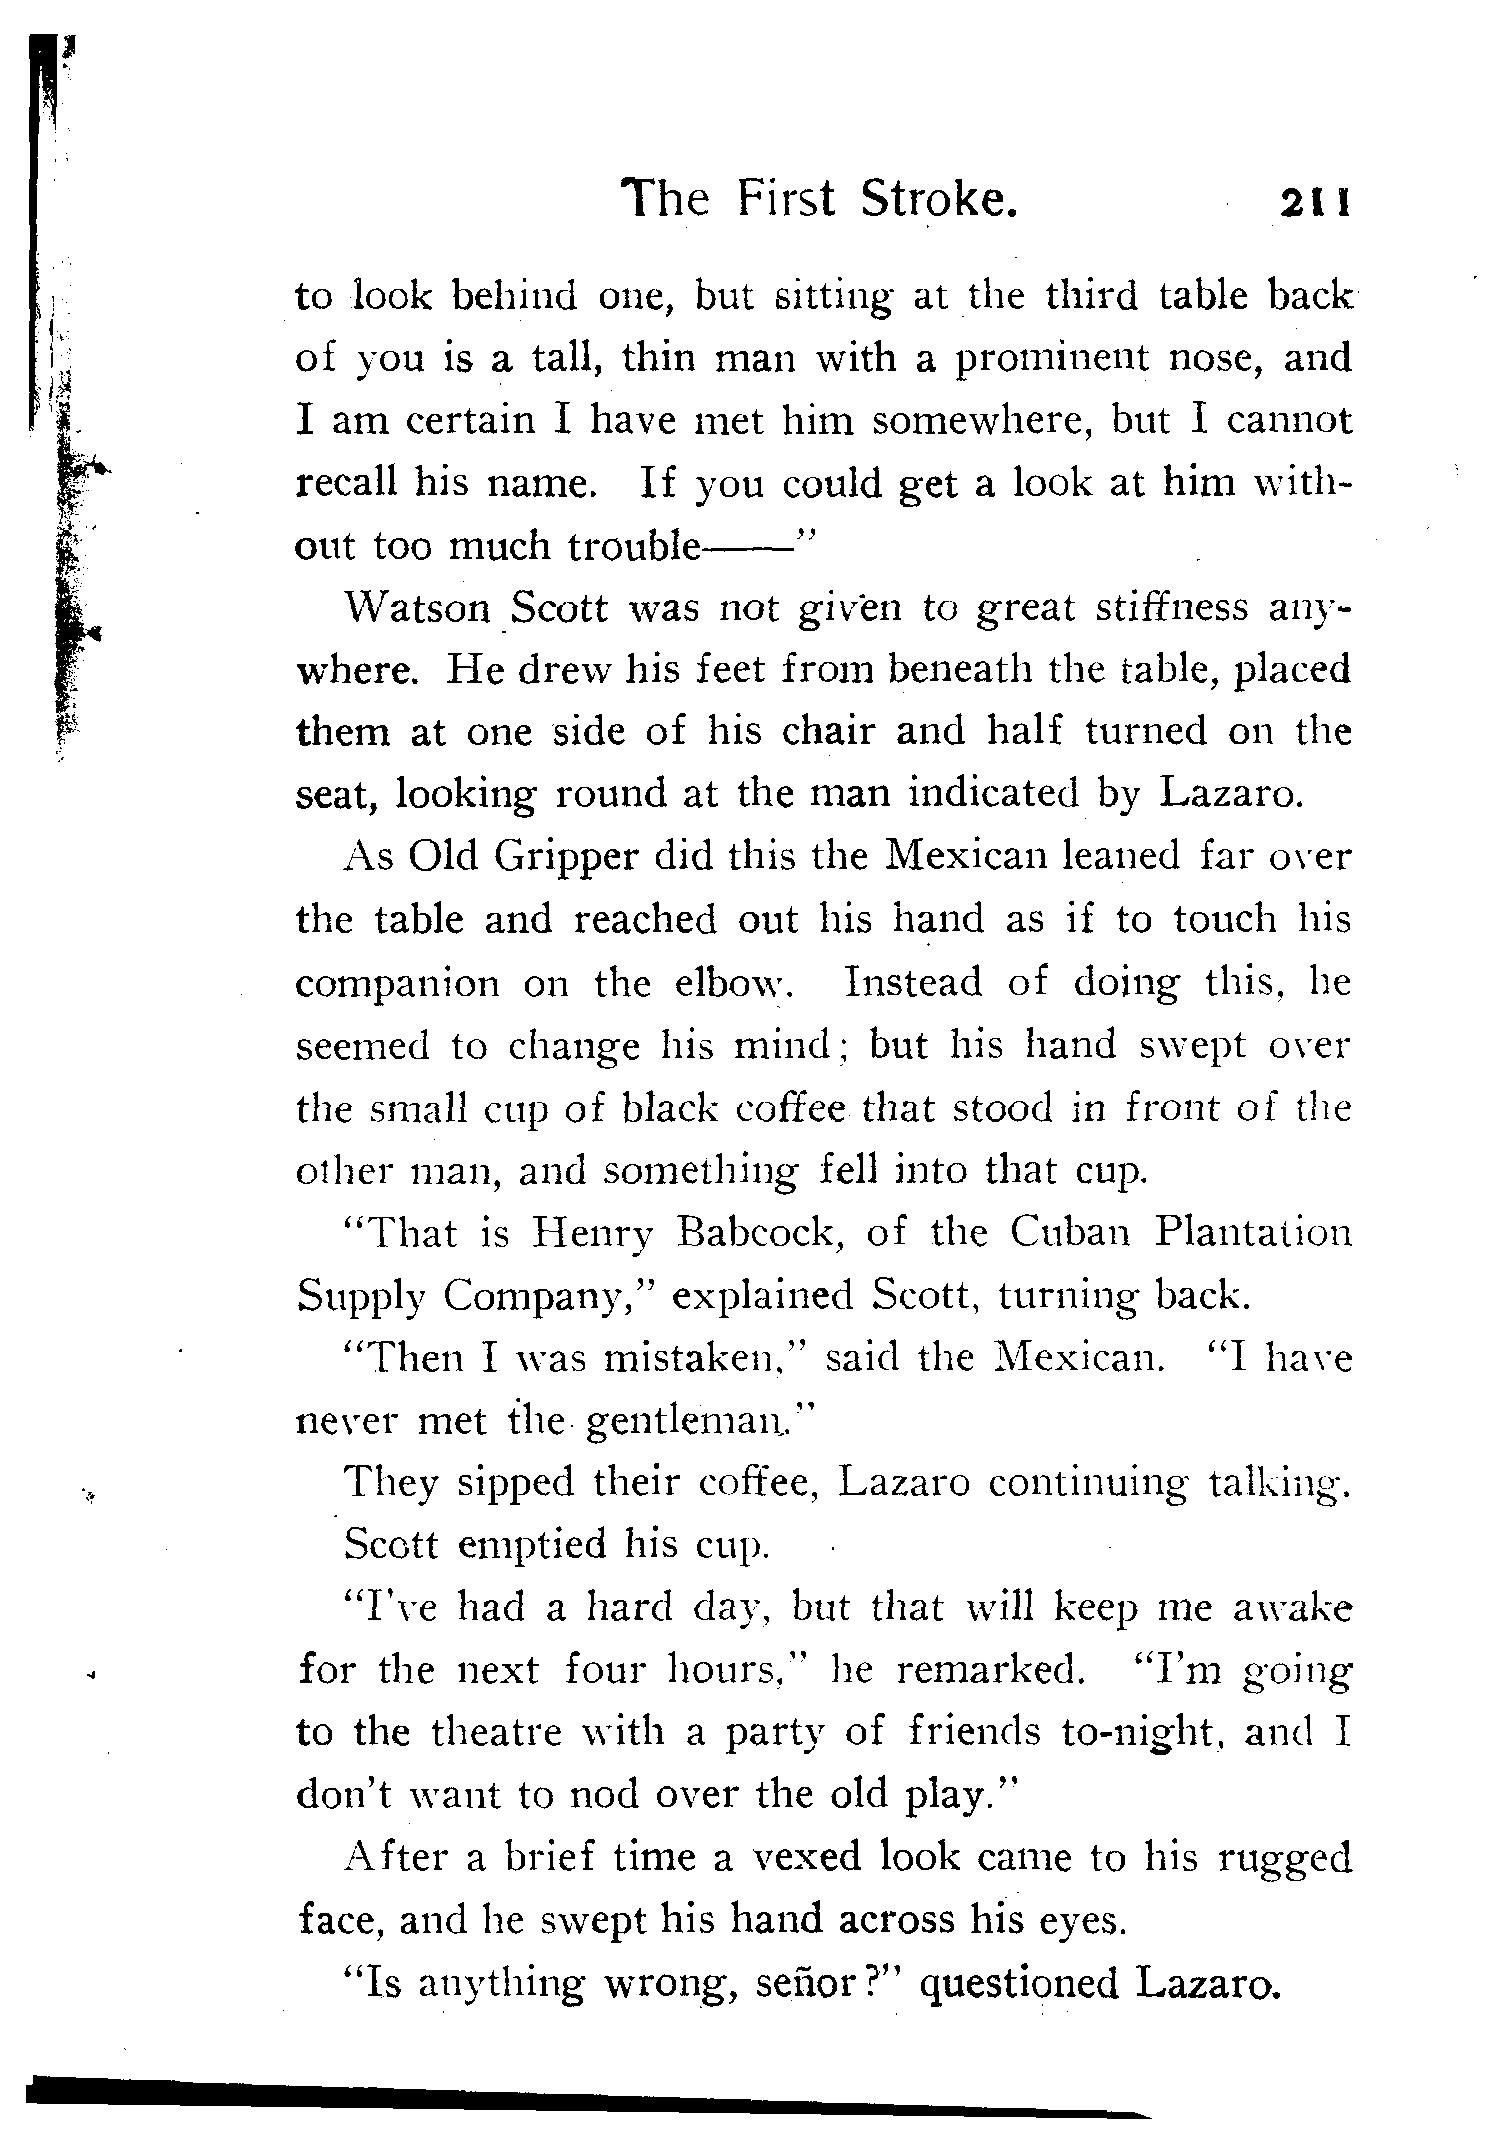 The First Stroke. 211
to look behind one, but sitting at the third table back
of you is a tall, thin man with a prominent nose, and
I am certain I have met him somewhere, but I cannot
recall his name. If you could get a look at him with-
out too much trouble——"
Watson Scott was not given to great stiffness any-
where. He drew his feet from beneath the table, placed
them at one side of his chair and half turned on the
seat, looking round at the man indicated by Lazaro.
As Old Gripper did this the Mexican leaned far over
the table and reached out his hand as if to touch his
companion on the elbow. Instead of doing this, he
seemed to change his mind; but his hand swept over
the small cup of black coffee that stood in front of the
other man, and something fell into that cup.
"That is Henry Babcock, of the Cuban Plantation
Supply Company," explained Scott, turning back.
"Then I was mistaken," said the Mexican. "I have
never met the gentleman."
They sipped their coffee, Lazaro continuing talking.
Scott emptied his cup.
"I've had a hard day, but that will keep me awake
for the next four hours," he remarked. "I'm going
to the theatre with a party of friends to-night, and I
don't want to nod over the old play."
After a brief time a vexed look came to his rugged
face, and he swept his hand across his eyes.
"Is anything wrong, señor?" questioned Lazaro.